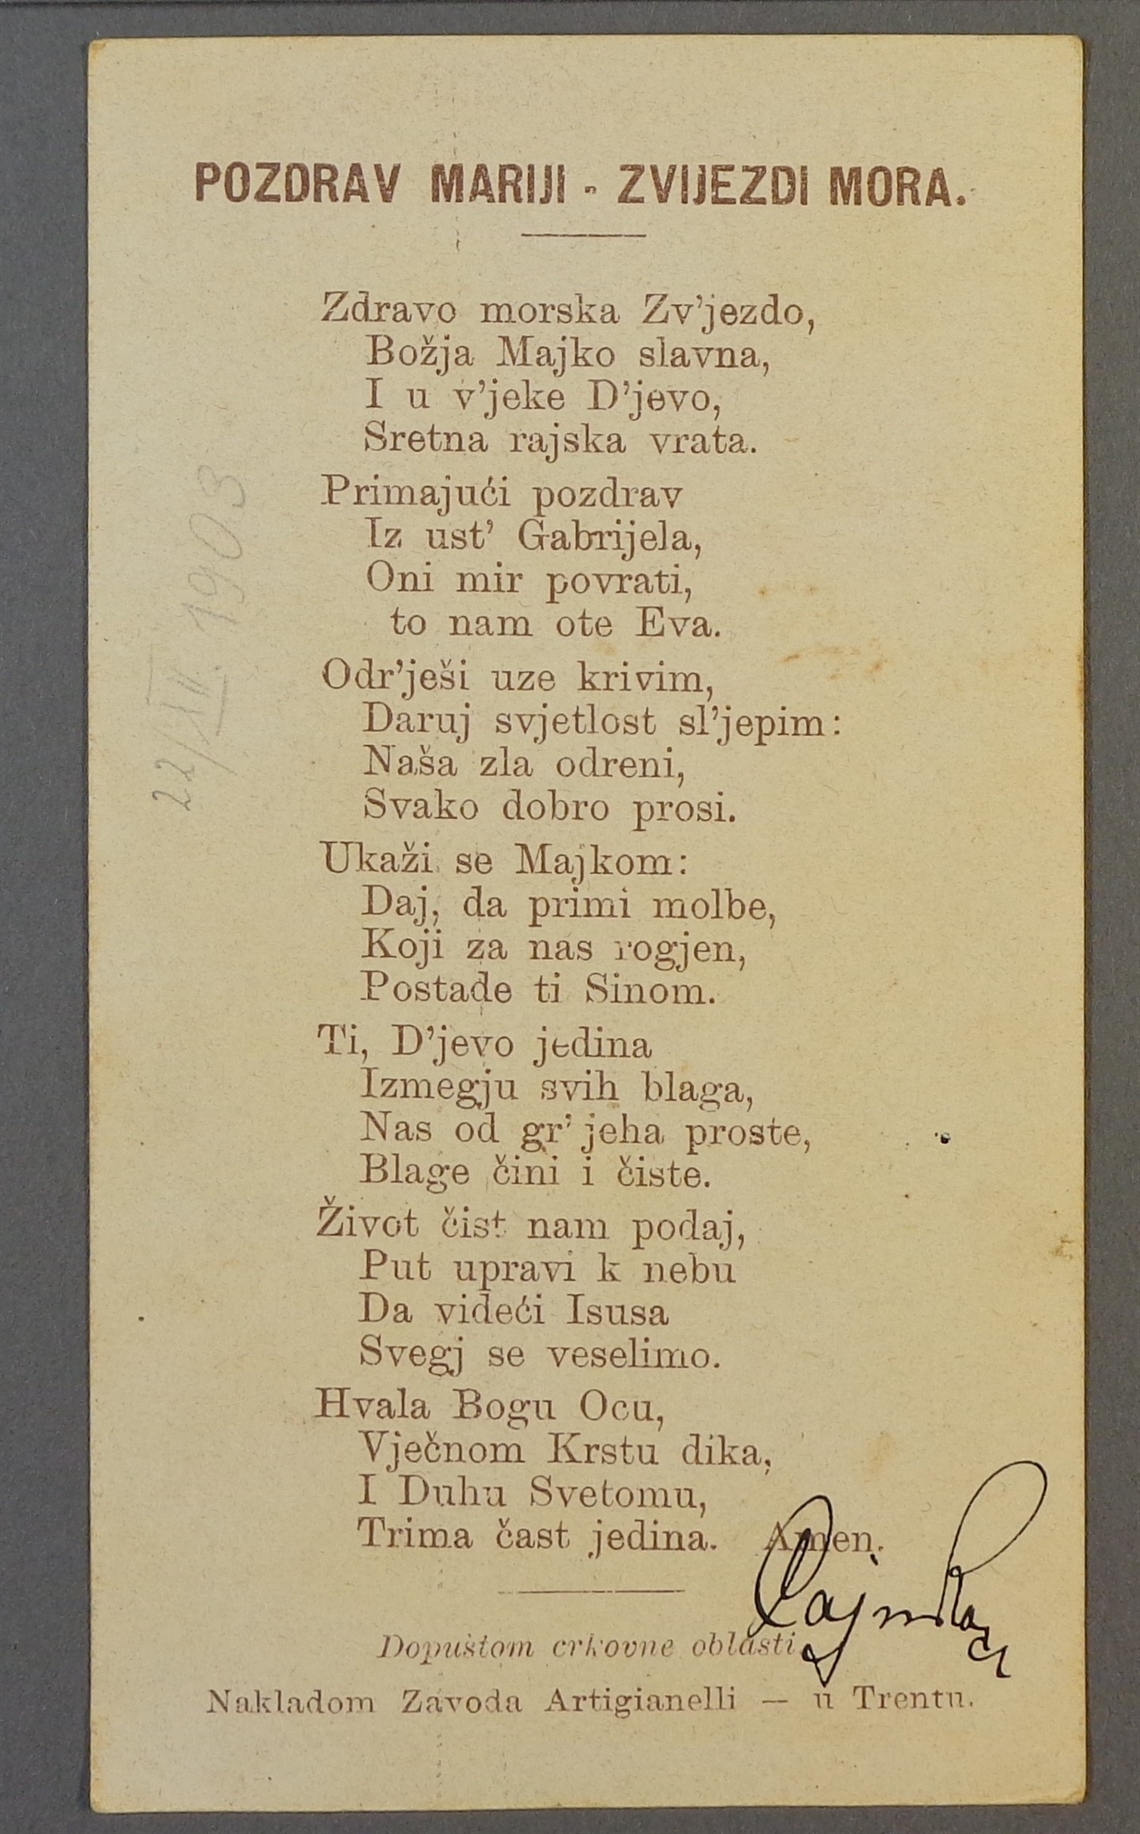 POZDRAV MARIJI - ZVIJEZDI MORA.
Zdravo morska Zv'jezdo,
Božja Majko slavna,
I u v'jeke D'jevo,
Sretna rajska vrata.
Primajući pozdrav
Iz ust' Gabrijela,
Oni mir povrati,
to nam ote Eva.
Odr'ješi uze krivim,
Daruj svjetlost sl'jepim:
Naša zla odreni,
Svako dobro prosi.
Ukaži se Majkom:
Daj, da primi molbe,
Koji za nas rogjen,
Postade ti Sinom.
Ti, D'jevo jedina
Izmegju svih blaga,
Nas od gr'jeha proste,
Blage čini i čiste.
Život čist nam podaj,
Put upravi k nebu
Da videći Isusa
Svegj se veselimo.
Hvala Bogu Ocu,
Vječnom Krstu dika,
I Duhu Svetomu,
Trima čast jedina. Amen.
Dopuštom crkovne oblasti
Nakladom Zavoda Artigianelli — u Trentu.
22/XII. 1903